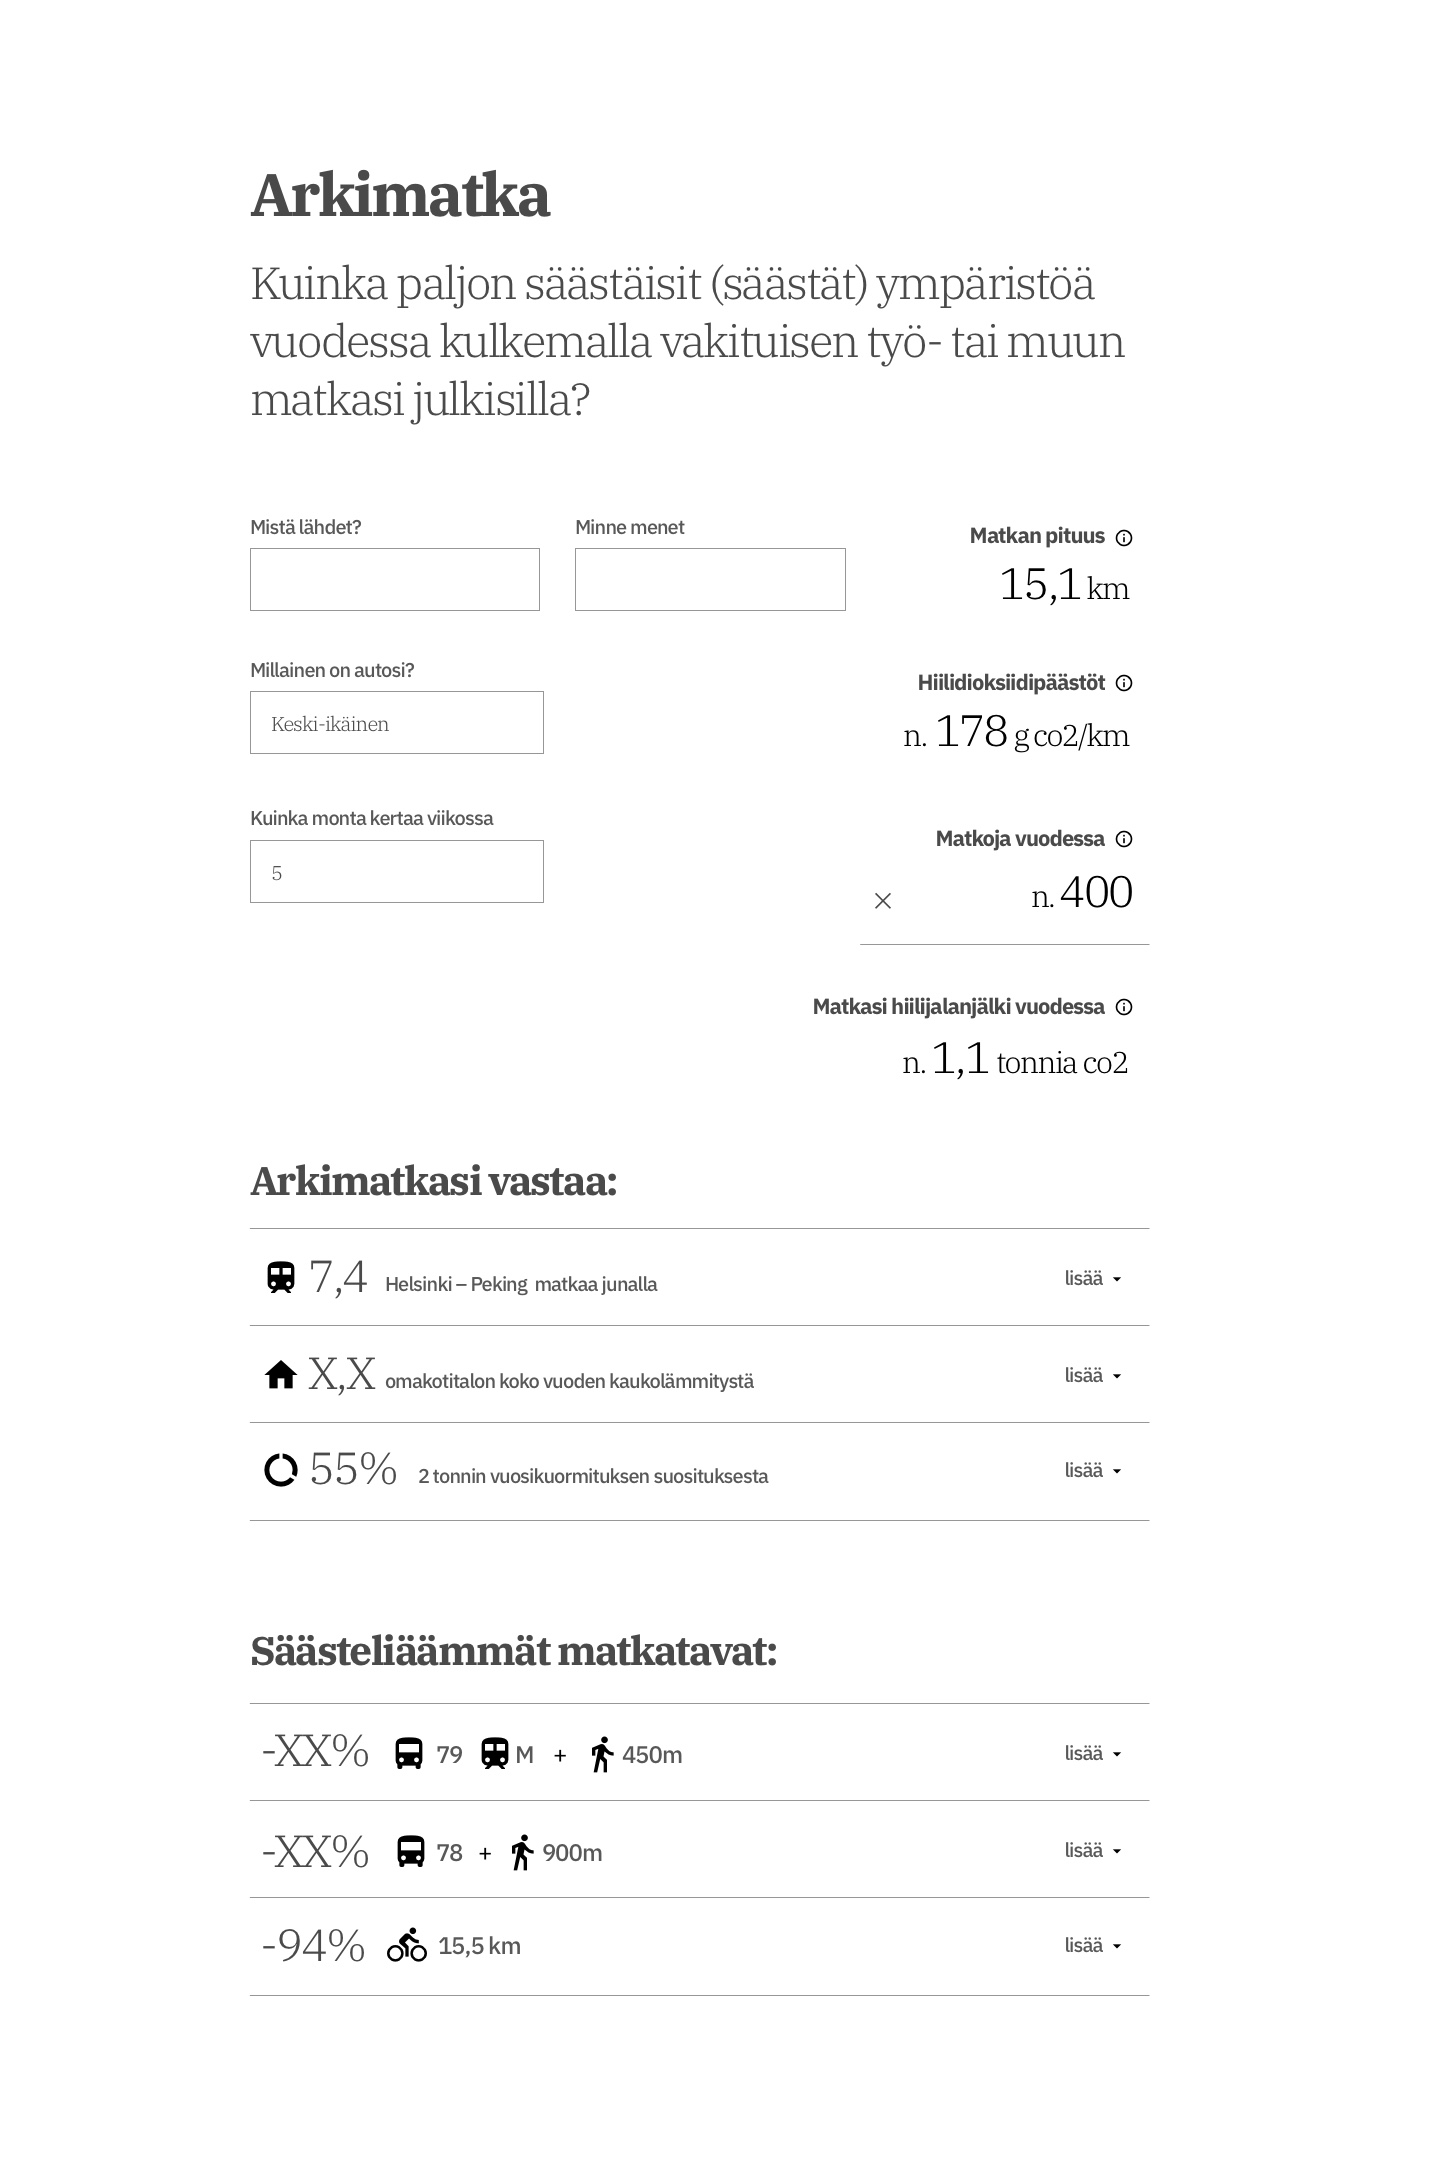 Arkimatka
Kuinka paljon säästäisit (säästät) ympäristöä
vuodessa kulkemalla vakituisen työ- tai muun
matkasi julkisilla?
Mistä lähdet?
Minne menet
Matkan pituus
15,1 km
Millainen on autosi?
Keski-ikäinen
Hiilidioksiidipäästöt
n. 178 g co2/km
Kuinka monta kertaa viikossa
5
Matkoja vuodessa
× n. 400
Matkasi hiilijalanjälki vuodessa
n. 1,1 tonnia co2
Arkimatkasi vastaa:
7,4 Helsinki – Peking matkaa junalla lisää
X,X omakotitalon koko vuoden kaukolämmitystä lisää
55% 2 tonnin vuosikuormituksen suosituksesta lisää
Säästeliäämmät matkatavat:
-XX% 79 M + 450m lisää
-XX% 78 + 900m lisää
-94% 15,5 km lisää